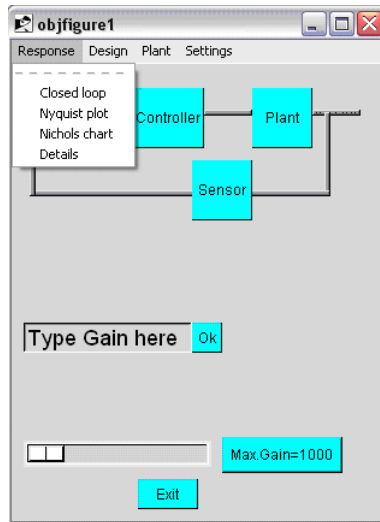 objfigure1
Response Design Plant Settings
Closed loop
Nyquist plot
Nichols chart
Details
Controller
Plant
Sensor
Type Gain here
Ok
Max.Gain=1000
Exit